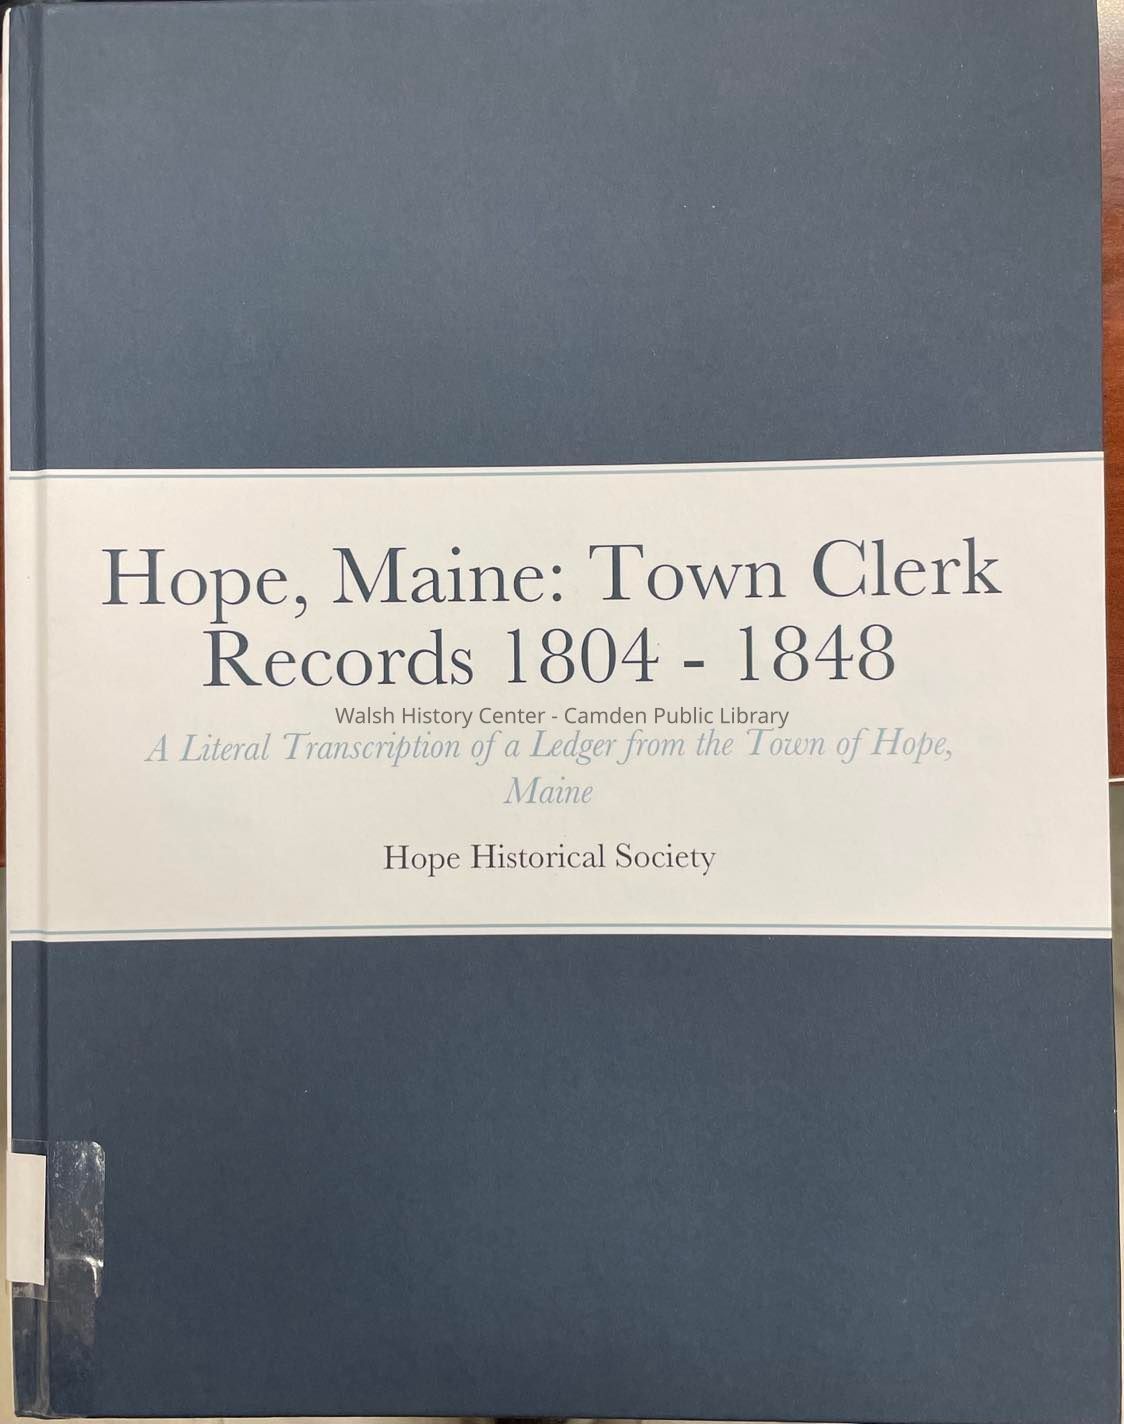 Hope, Maine: Town Clerk
Records 1804 - 1848
Walsh History Center - Camden Public Library
A Literal Transcription of a Ledger from the Town of Hope,
Maine
Hope Historical Society